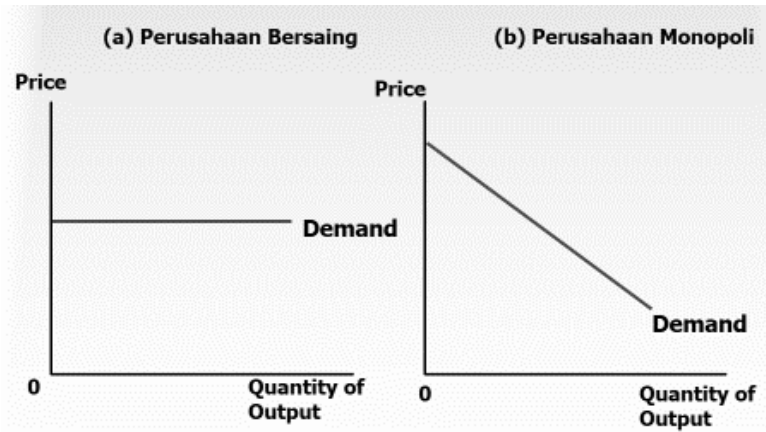 (a) Perusahaan Bersaing
Price
Demand
0
Quantity of
Output
(b) Perusahaan Monopoli
Price
Demand
0
Quantity of
Output